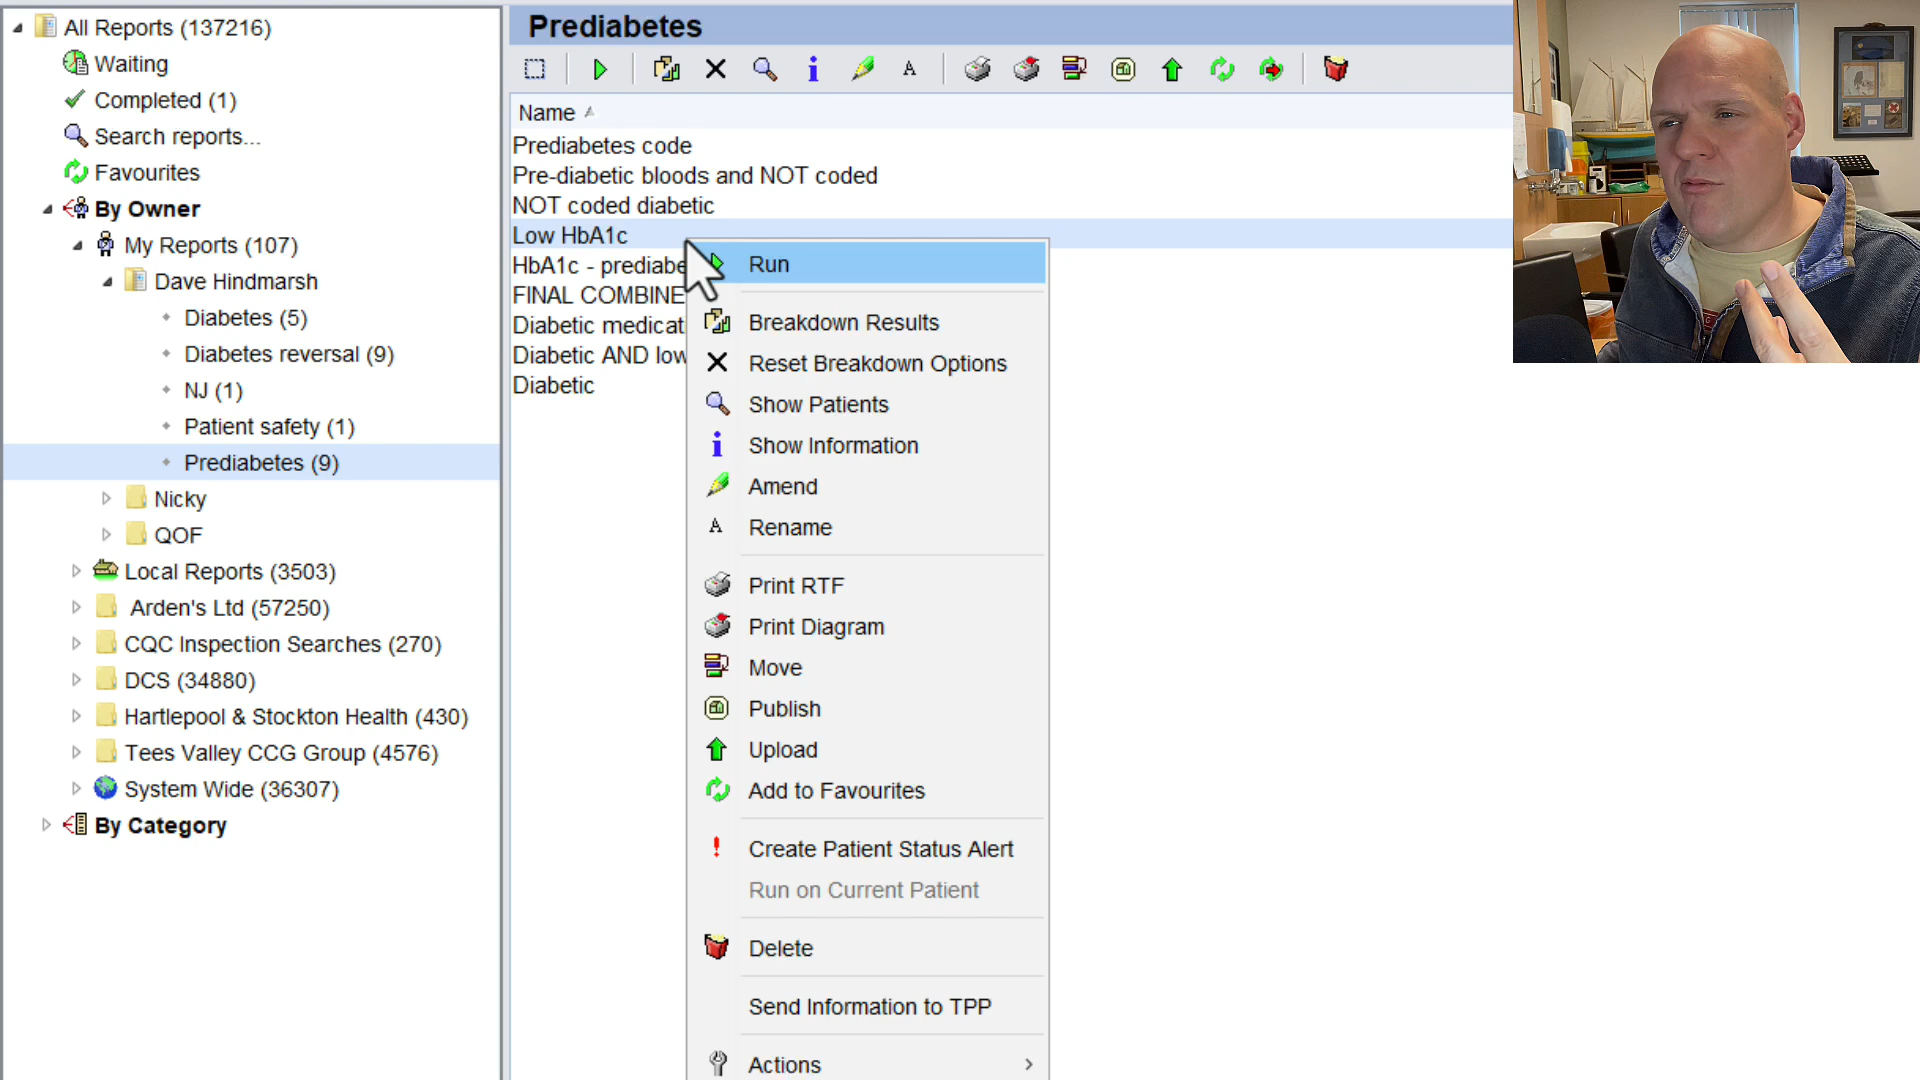 All Reports (137216)
Waiting
Completed (1)
Search reports...
Favourites
By Owner
My Reports (107)
Dave Hindmarsh
Diabetes (5)
Diabetes reversal (9)
NJ (1)
Patient safety (1)
Prediabetes (9)
Nicky
QOF
Local Reports (3503)
Arden's Ltd (57250)
CQC Inspection Searches (270)
DCS (34880)
Hartlepool & Stockton Health (430)
Tees Valley CCG Group (4576)
System Wide (36307)
By Category
Prediabetes
Name
Prediabetes code
Pre-diabetic bloods and NOT coded
NOT coded diabetic
Low HbA1c
HbA1c - prediabe
FINAL COMBINE
Diabetic medicat
Diabetic AND low
Diabetic
Run
Breakdown Results
Reset Breakdown Options
Show Patients
Show Information
Amend
Rename
Print RTF
Print Diagram
Move
Publish
Upload
Add to Favourites
Create Patient Status Alert
Run on Current Patient
Delete
Send Information to TPP
Actions